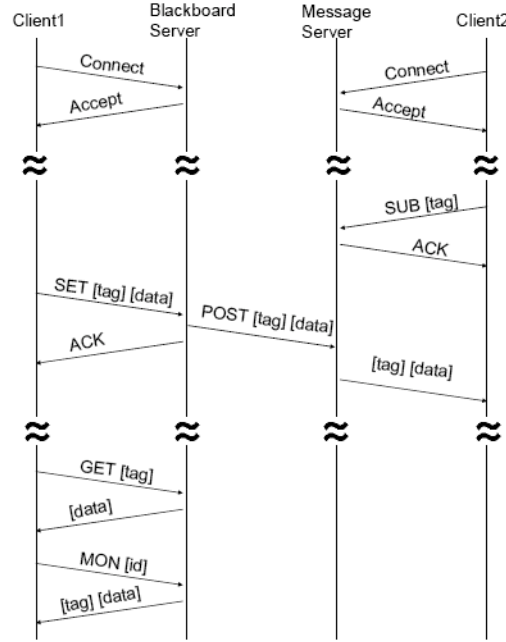 Client1
Blackboard
Server
Message
Server
Client2
Connect
Connect
Accept
Accept
SUB [tag]
ACK
SET [tag] [data]
POST [tag] [data]
ACK
[tag] [data]
GET [tag]
[data]
MON [id]
[tag] [data]